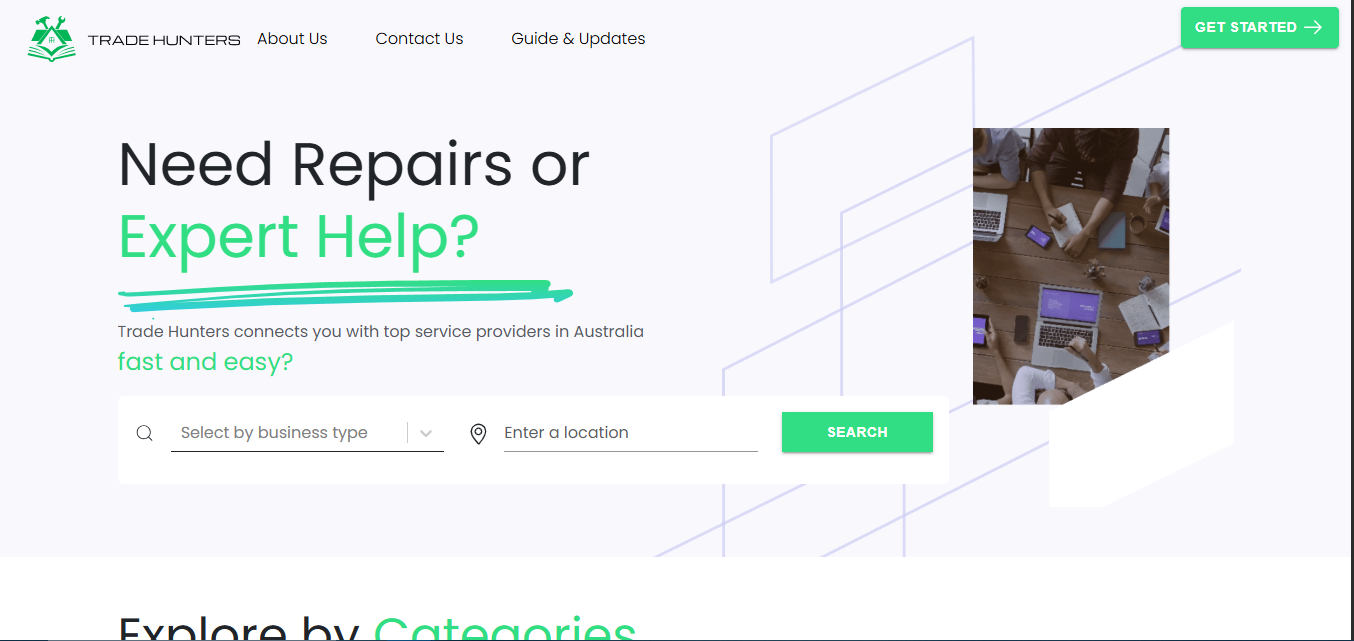 TRADE HUNTERS About Us Contact Us Guide & Updates GET STARTED
Need Repairs or
Expert Help?
Trade Hunters connects you with top service providers in Australia
fast and easy?
Select by business type Enter a location SEARCH
Explore by Categories